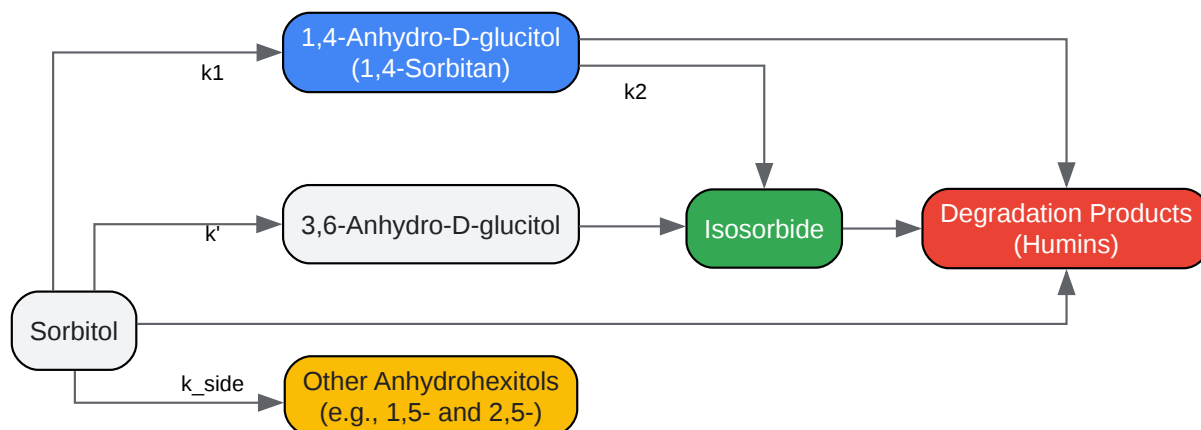 1,4-Anhydro-D-glucitol
(1,4-Sorbitan)
k1
k2
3,6-Anhydro-D-glucitol
k'
Isosorbide
Degradation Products
(Humins)
Sorbitol
k_side
Other Anhydrohexitols
(e.g., 1,5- and 2,5-)